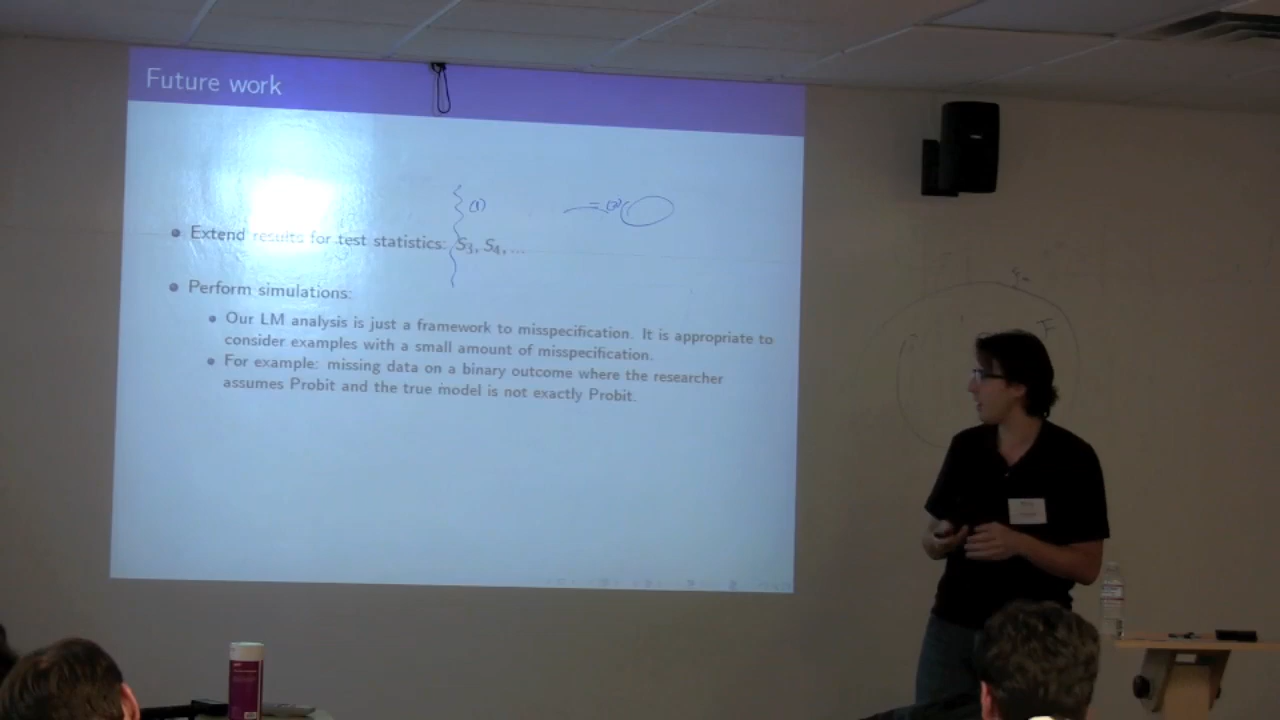 Future work
(1) = (2)
Extend results for test statistics: S₃, S₄, ...
Perform simulations:
Our LM analysis is just a framework to misspecification. It is appropriate to
consider examples with a small amount of misspecification.
For example: missing data on a binary outcome where the researcher
assumes Probit and the true model is not exactly Probit.
F